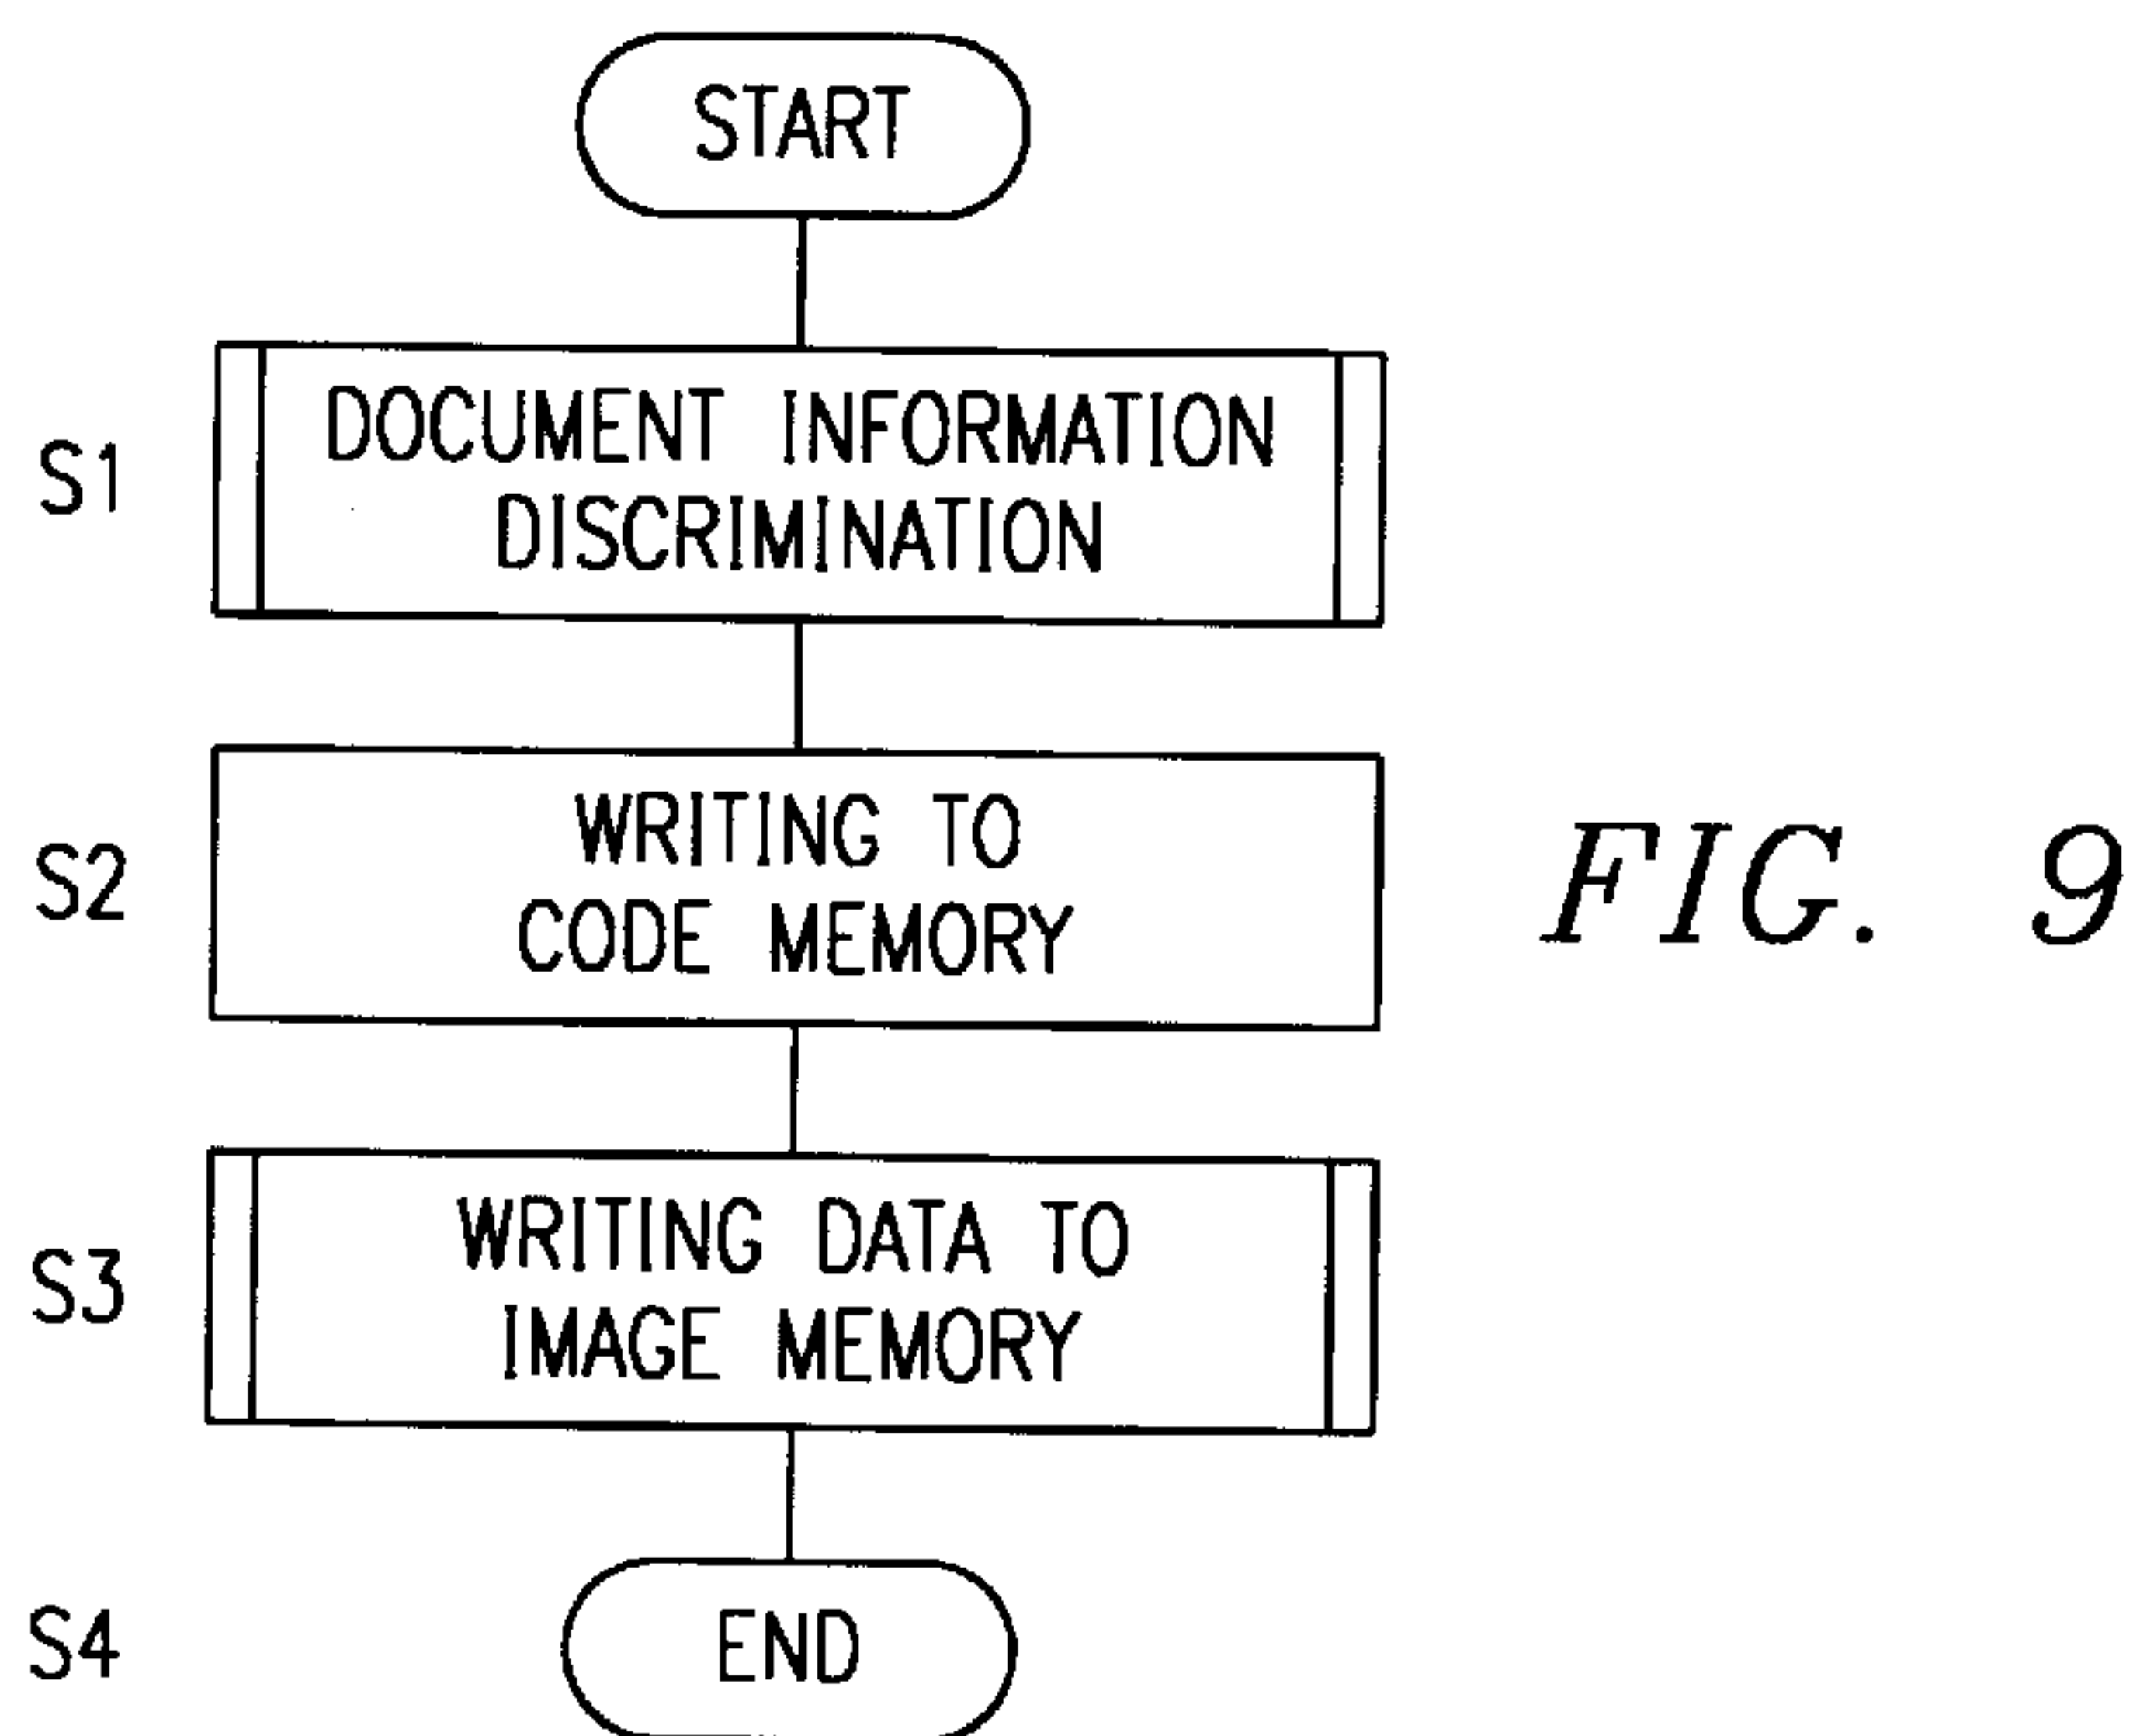 START
S1
DOCUMENT INFORMATION
DISCRIMINATION
S2
WRITING TO
CODE MEMORY
FIG. 9
S3
WRITING DATA TO
IMAGE MEMORY
S4
END